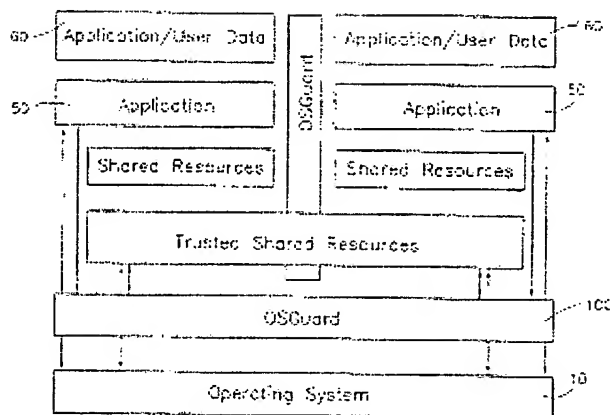 60
Application/User Data
OSGuard
Application/User Data
60
50
Application
Application
50
Shared Resources
Shared Resources
Trusted Shared Resources
OSGuard
100
Operating System
10